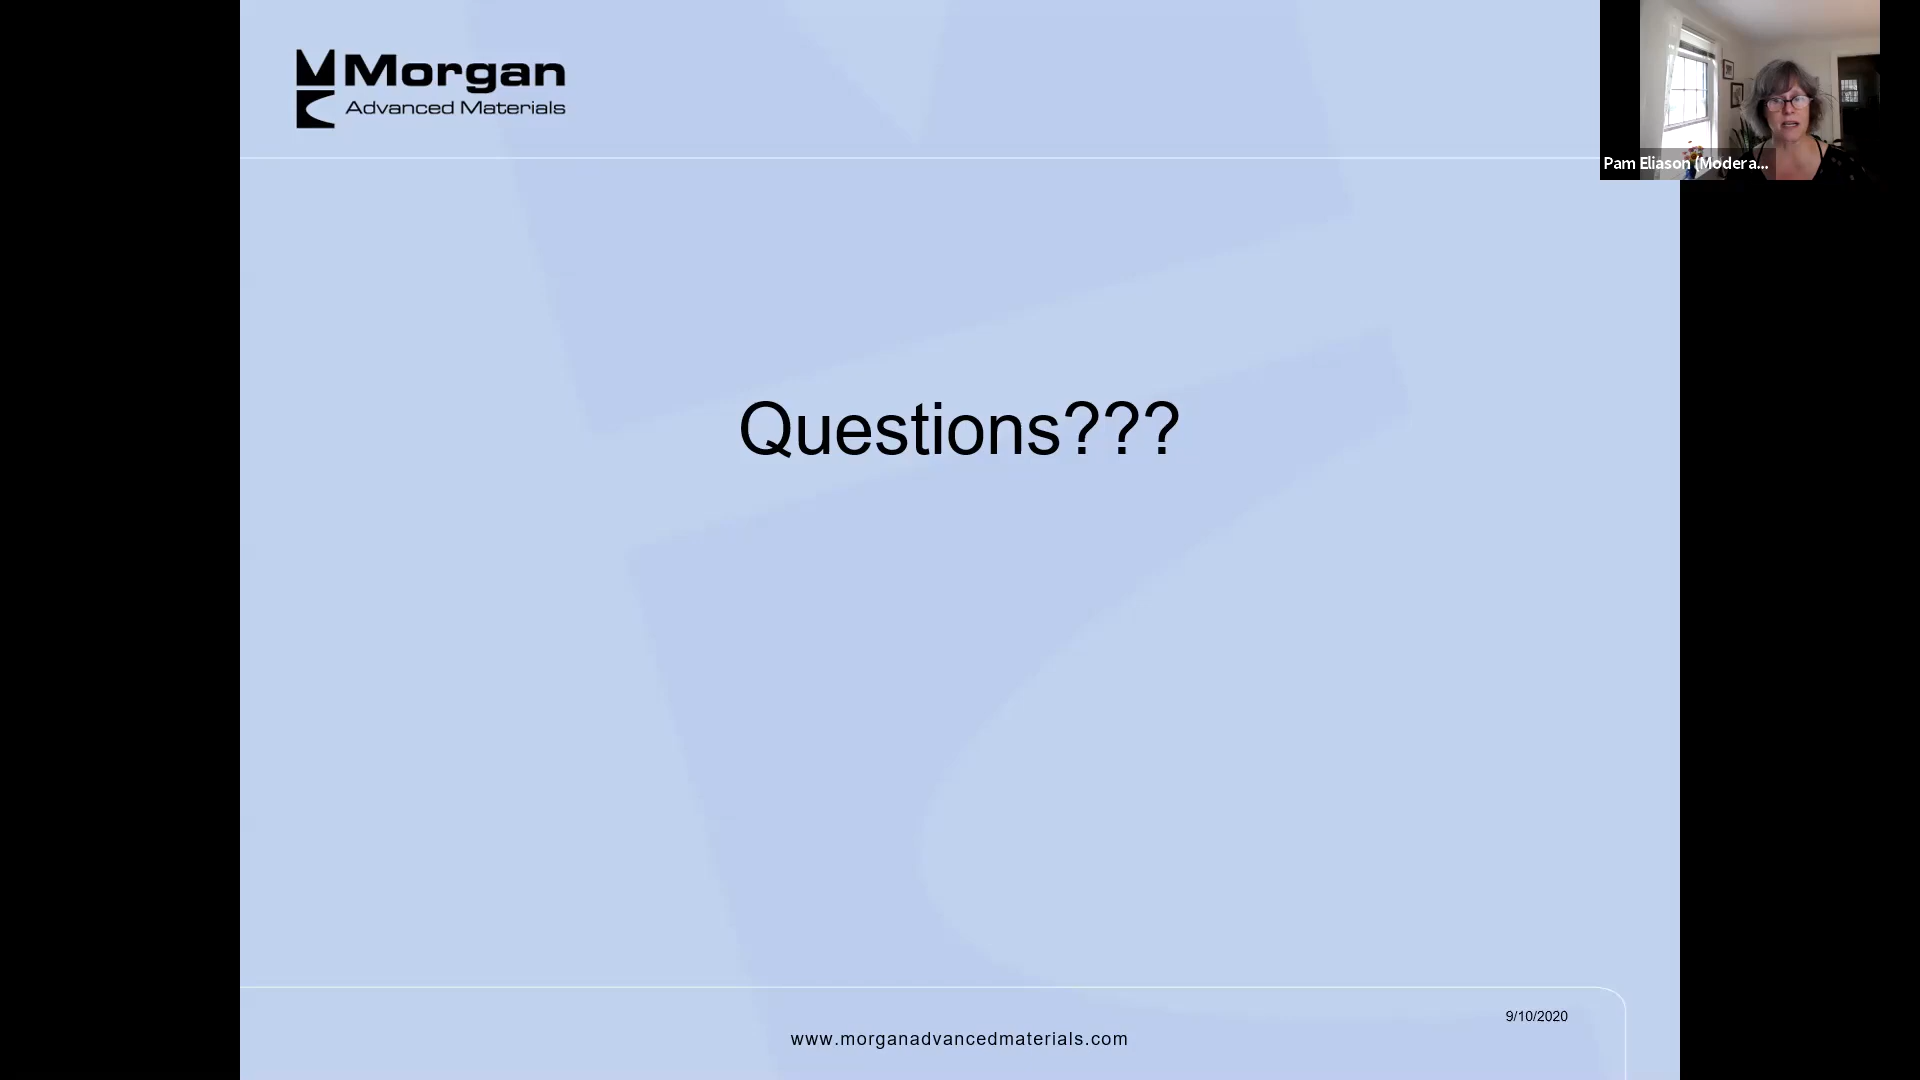 Morgan
Advanced Materials
Pam Eliason (Modera...
Questions???
9/10/2020
www.morganadvancedmaterials.com